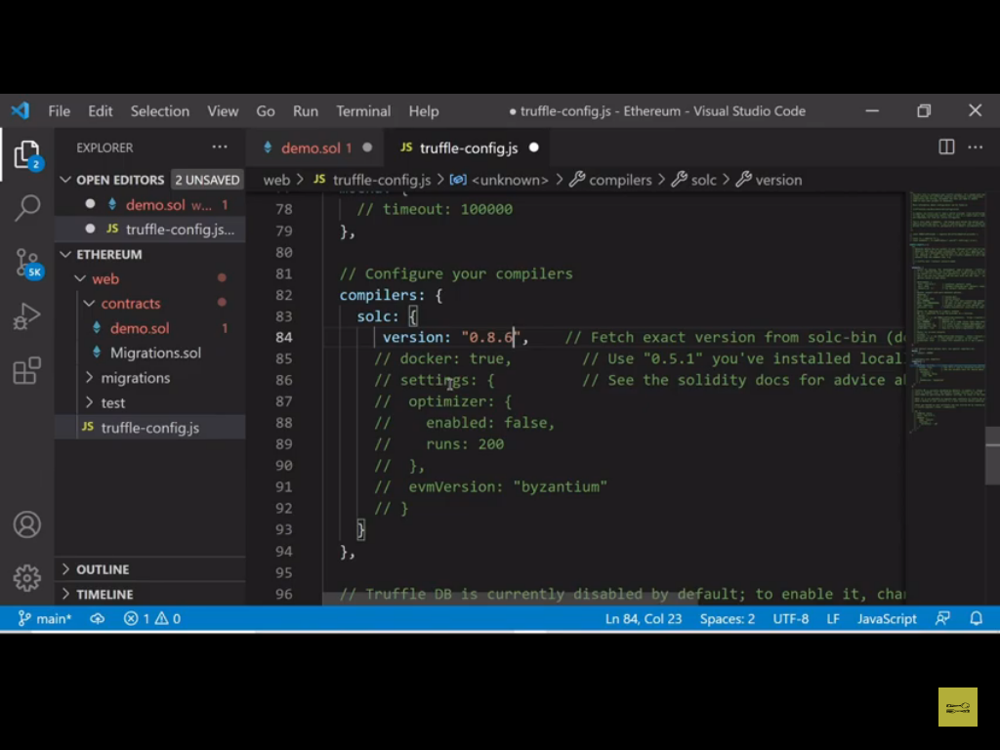 File Edit Selection View Go Run Terminal Help ● truffle-config.js - Ethereum - Visual Studio Code
EXPLORER ··· demo.sol 1 JS truffle-config.js
OPEN EDITORS 2 UNSAVED
web > JS truffle-config.js > <unknown> > compilers > solc > version
demo.sol w... 1
JS truffle-config.js...
ETHEREUM
web
contracts
demo.sol 1
Migrations.sol
migrations
test
JS truffle-config.js
OUTLINE
TIMELINE
2
5K
78 // timeout: 100000
79 },
80
81 // Configure your compilers
82 compilers: {
83 solc: {
84 version: "0.8.6", // Fetch exact version from solc-bin (de
85 // docker: true, // Use "0.5.1" you've installed local
86 // settings: { // See the solidity docs for advice a
87 // optimizer: {
88 // enabled: false,
89 // runs: 200
90 // },
91 // evmVersion: "byzantium"
92 // }
93 }
94 },
95
96 // Truffle DB is currently disabled by default; to enable it, cha
main* 1 0 Ln 84, Col 23 Spaces: 2 UTF-8 LF JavaScript